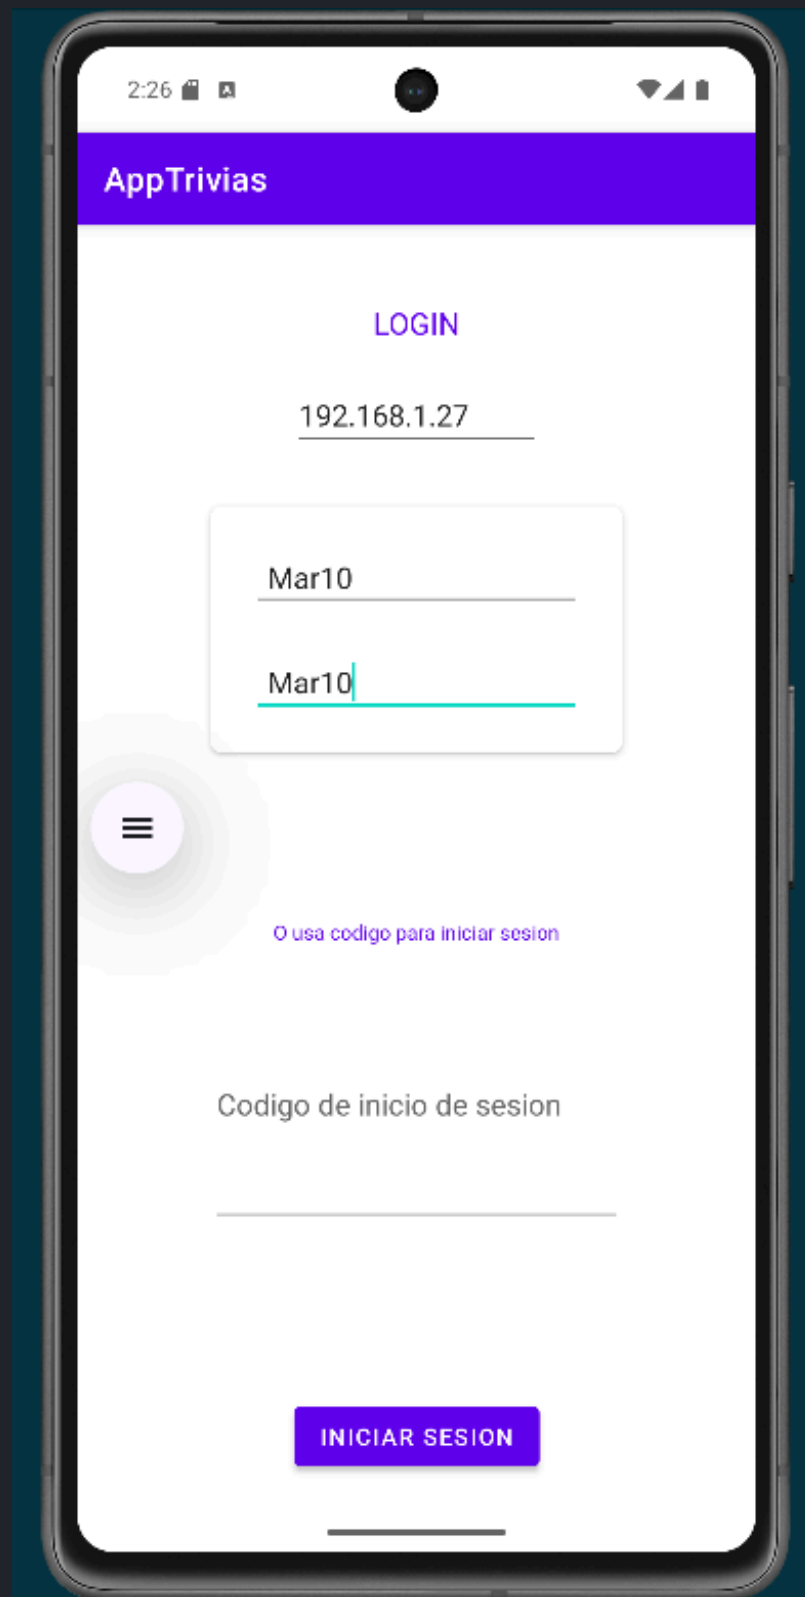 2:26
AppTrivias
LOGIN
192.168.1.27
Mar10
Mar10
O usa codigo para iniciar sesion
Codigo de inicio de sesion
INICIAR SESION